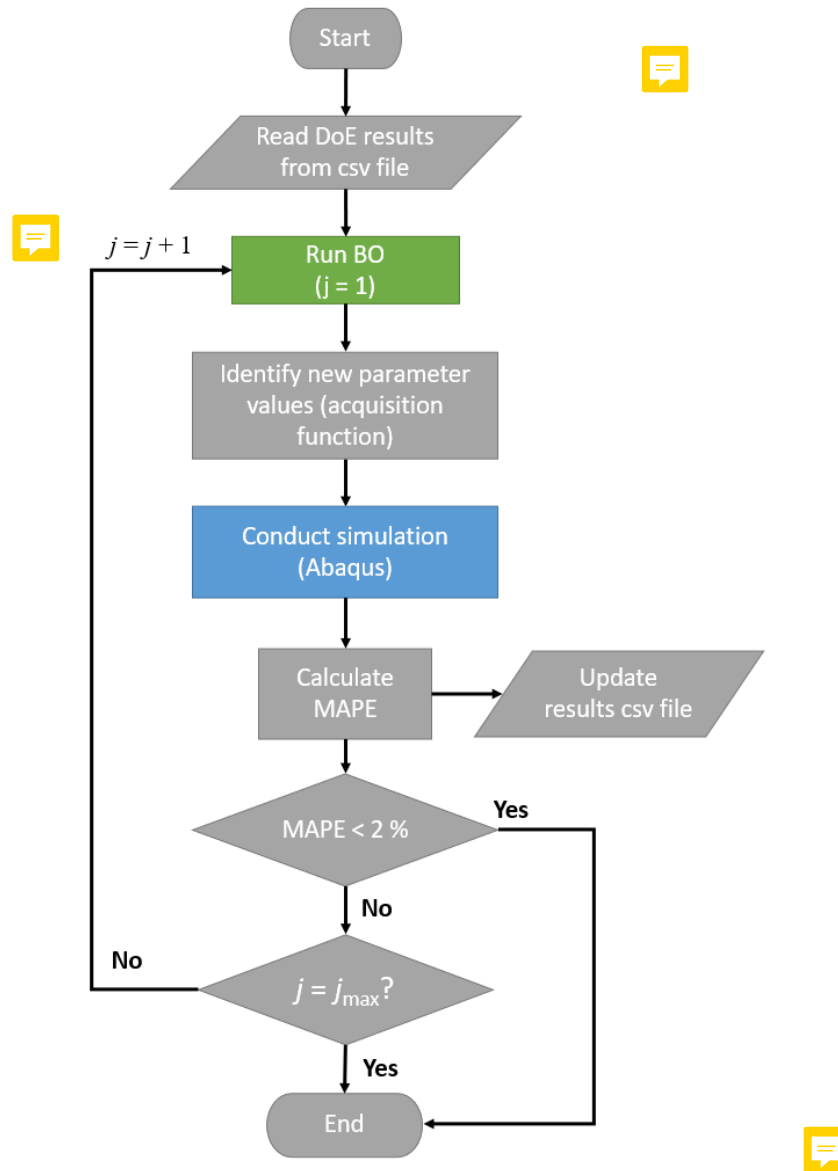 Start
Read DoE results
from csv file
j = j + 1
Run BO
(j = 1)
Identify new parameter
values (acquisition
function)
Conduct simulation
(Abaqus)
Calculate
MAPE
Update
results csv file
MAPE < 2 %
Yes
No
j = jmax?
No
Yes
End